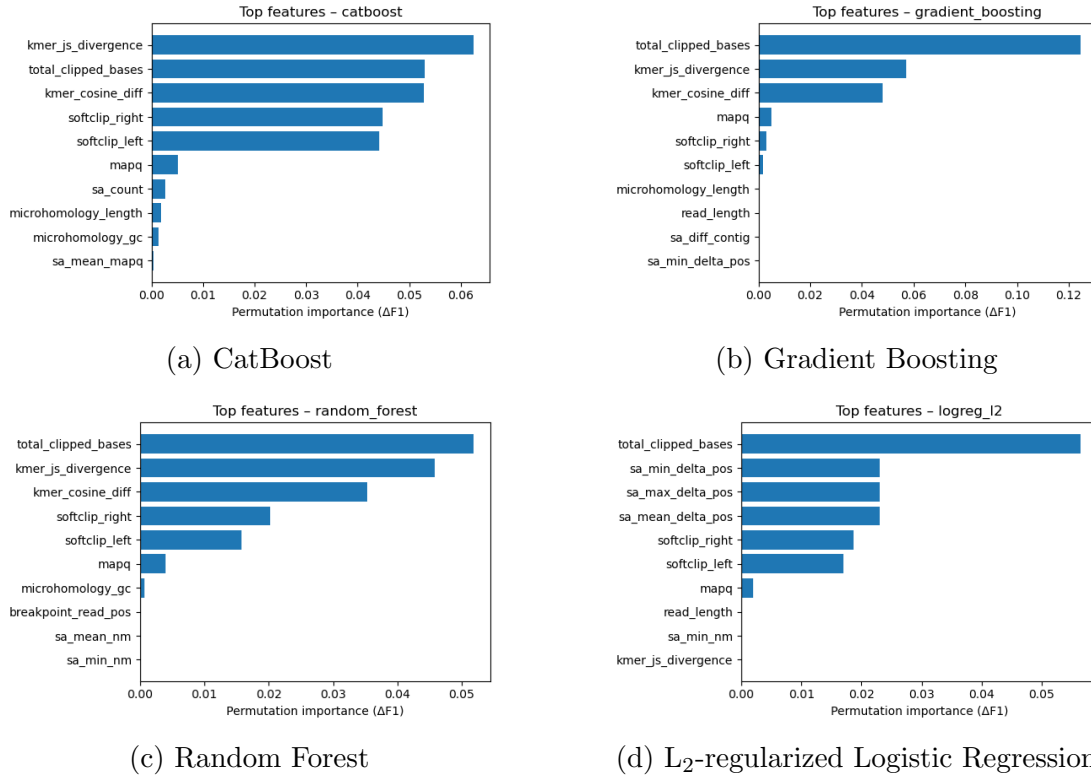 Top features – catboost
kmer_js_divergence
total_clipped_bases
kmer_cosine_diff
softclip_right
softclip_left
mapq
sa_count
microhomology_length
microhomology_gc
sa_mean_mapq
0.00 0.01 0.02 0.03 0.04 0.05 0.06
Permutation importance (ΔF1)
(a) CatBoost
Top features – gradient_boosting
total_clipped_bases
kmer_js_divergence
kmer_cosine_diff
mapq
softclip_right
softclip_left
microhomology_length
read_length
sa_diff_contig
sa_min_delta_pos
0.00 0.02 0.04 0.06 0.08 0.10 0.12
Permutation importance (ΔF1)
(b) Gradient Boosting
Top features – random_forest
total_clipped_bases
kmer_js_divergence
kmer_cosine_diff
softclip_right
softclip_left
mapq
microhomology_gc
breakpoint_read_pos
sa_mean_nm
sa_min_nm
0.00 0.01 0.02 0.03 0.04 0.05
Permutation importance (ΔF1)
(c) Random Forest
Top features – logreg_l2
total_clipped_bases
sa_min_delta_pos
sa_max_delta_pos
sa_mean_delta_pos
softclip_right
softclip_left
mapq
read_length
sa_min_nm
kmer_js_divergence
0.00 0.01 0.02 0.03 0.04 0.05
Permutation importance (ΔF1)
(d) L₂-regularized Logistic Regression